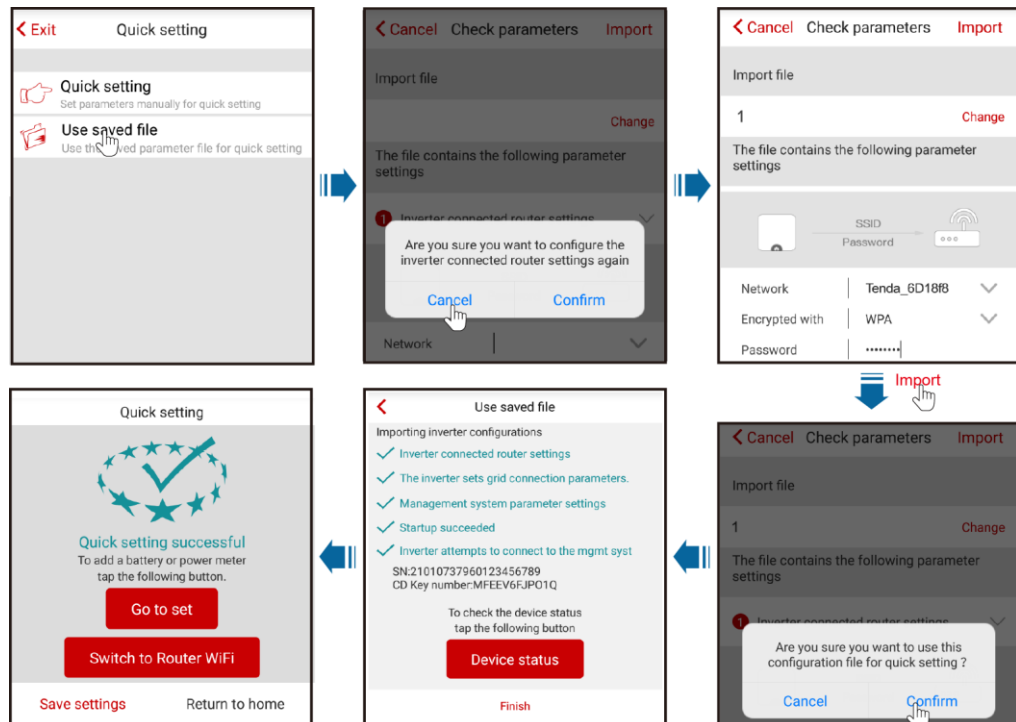 Exit Quick setting
Quick setting
Set parameters manually for quick setting
Use saved file
Use the saved parameter file for quick setting
Cancel Check parameters Import
Import file
Change
The file contains the following parameter
settings
1 Inverter connected router settings
Are you sure you want to configure the
inverter connected router settings again
Cancel Confirm
Network
Cancel Check parameters Import
Import file
1 Change
The file contains the following parameter
settings
SSID
Password
Network Tenda_6D18f8
Encrypted with WPA
Password ••••••••
Import
Cancel Check parameters Import
Import file
1 Change
The file contains the following parameter
settings
1 Inverter connected router settings
Are you sure you want to use this
configuration file for quick setting ?
Cancel Confirm
Use saved file
Importing inverter configurations
Inverter connected router settings
The inverter sets grid connection parameters.
Management system parameter settings
Startup succeeded
Inverter attempts to connect to the mgmt syst
SN:21010737960123456789
CD Key number:MFEEV6FJPO1Q
To check the device status
tap the following button
Device status
Finish
Quick setting
Quick setting successful
To add a battery or power meter
tap the following button.
Go to set
Switch to Router WiFi
Save settings Return to home